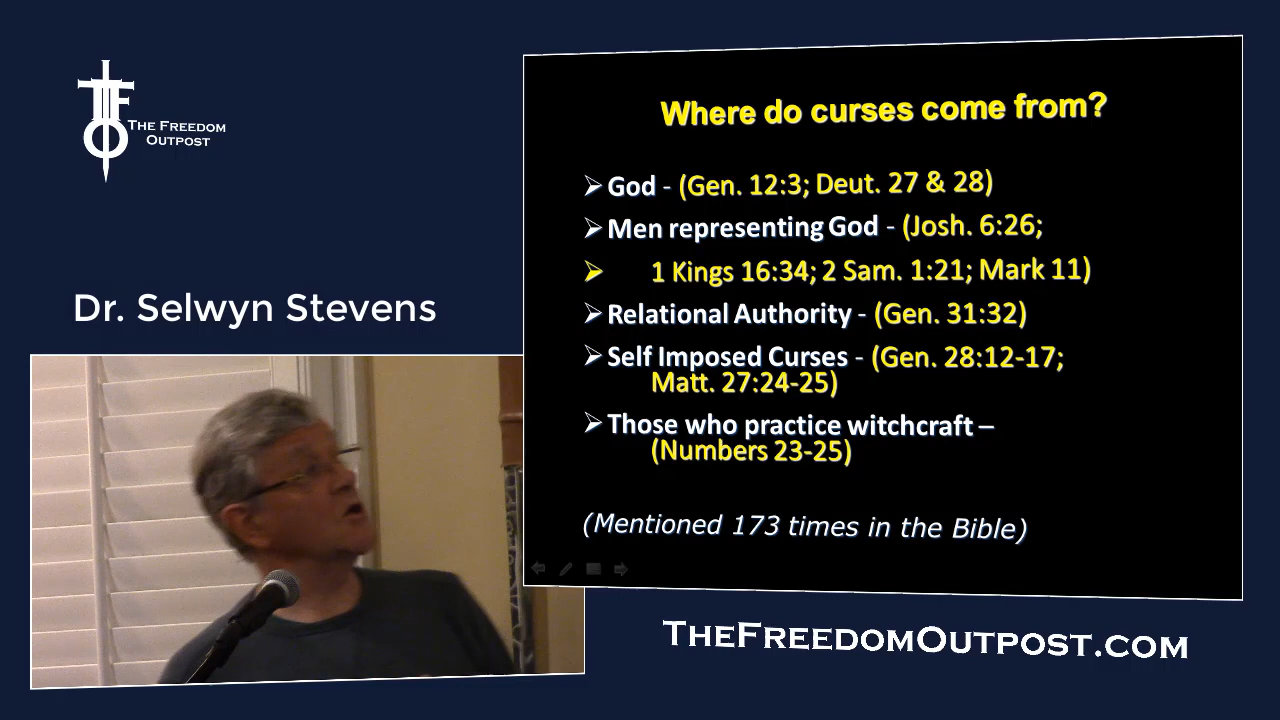 THE FREEDOM
OUTPOST
Dr. Selwyn Stevens
Where do curses come from?
➢God - (Gen. 12:3; Deut. 27 & 28)
➢Men representing God - (Josh. 6:26;
➢ 1 Kings 16:34; 2 Sam. 1:21; Mark 11)
➢Relational Authority - (Gen. 31:32)
➢Self Imposed Curses - (Gen. 28:12-17;
Matt. 27:24-25)
➢Those who practice witchcraft –
(Numbers 23-25)
(Mentioned 173 times in the Bible)
THEFREEDOMOUTPOST.COM